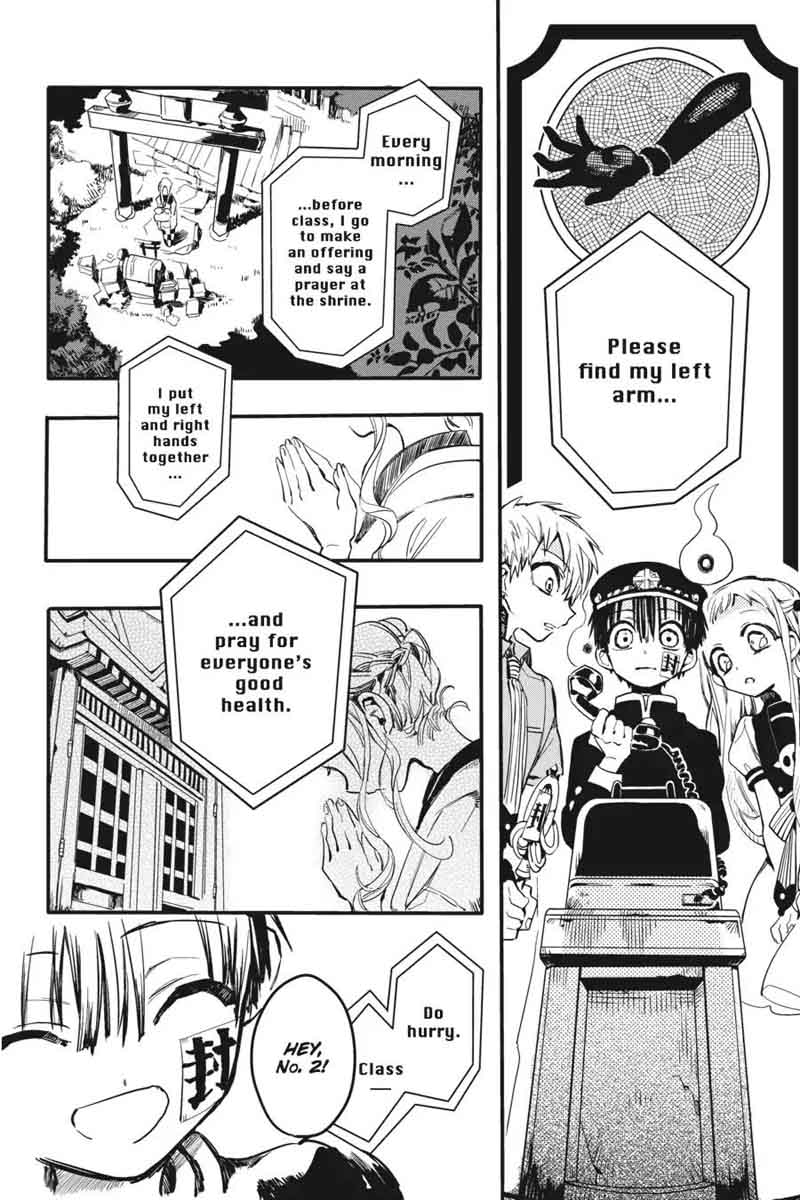 Please
find my left
arm...
封
Every
morning
...
...before
class, I go
to make
an offering
and say a
prayer at
the shrine.
I put
my left
and right
hands
together
...
...and
pray for
everyone's
good
health.
Do
hurry.
Class
—
HEY,
No. 2!
封